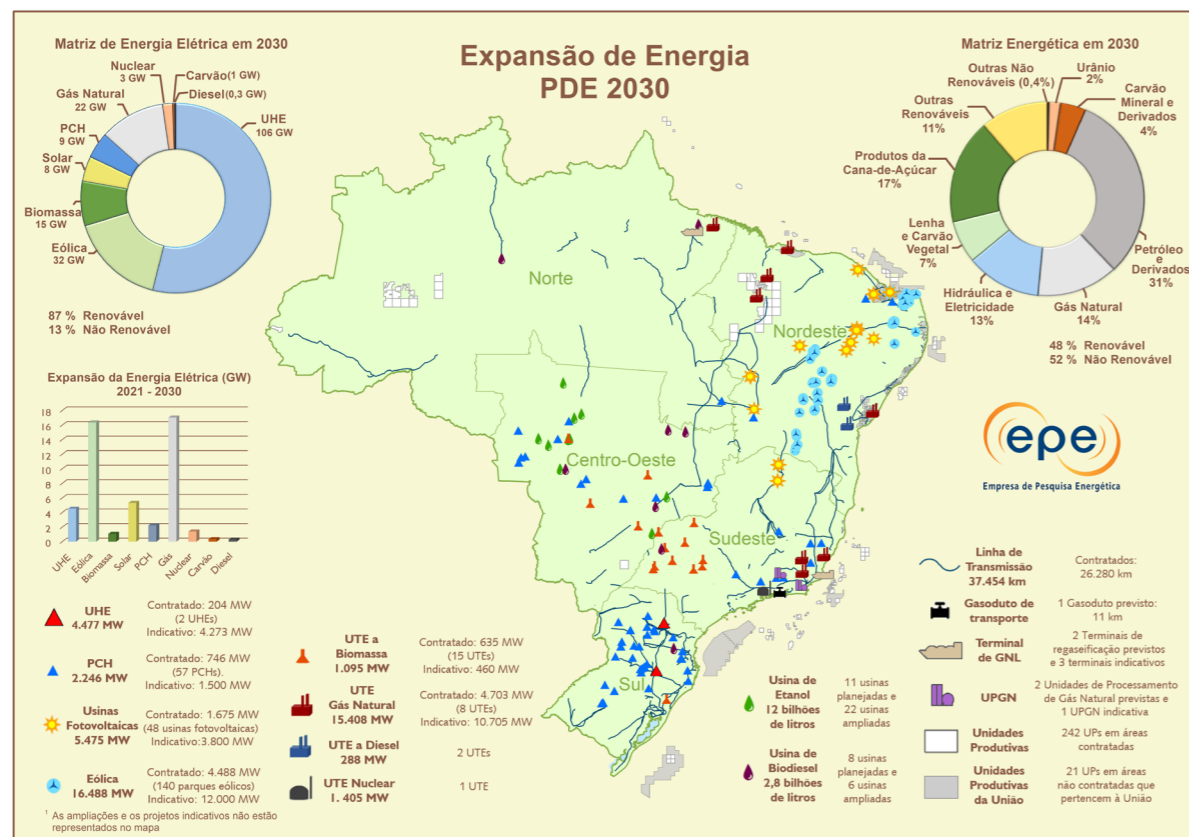 Expansão de Energia
PDE 2030
Matriz de Energia Elétrica em 2030
Nuclear
3 GW
Carvão(1 GW)
Diesel(0,3 GW)
Gás Natural
22 GW
UHE
106 GW
PCH
9 GW
Solar
8 GW
Biomassa
15 GW
Eólica
32 GW
87 % Renovável
13 % Não Renovável
Matriz Energética em 2030
Outras Não
Renováveis (0,4%)
Urânio
2%
Carvão
Mineral e
Derivados
4%
Outras
Renováveis
11%
Produtos da
Cana-de-Açúcar
17%
Lenha
e Carvão
Vegetal
7%
Petróleo e
Derivados
31%
Hidráulica e
Eletricidade
13%
Gás Natural
14%
48 % Renovável
52 % Não Renovável
Norte
Nordeste
Centro-Oeste
Sudeste
Sul
Expansão da Energia Elétrica (GW)
2021 - 2030
18
16
14
12
10
8
6
4
2
0
UHE
Eólica
Biomassa
Solar
PCH
Gás
Nuclear
Carvão
Diesel
epe
Empresa de Pesquisa Energética
UHE
4.477 MW
Contratado: 204 MW
(2 UHEs)
Indicativo: 4.273 MW
PCH
2.246 MW
Contratado: 746 MW
(57 PCHs).
Indicativo: 1.500 MW
Usinas
Fotovoltaicas
5.475 MW
Contratado: 1.675 MW
(48 usinas fotovoltaicas)
Indicativo:3.800 MW
Eólica
16.488 MW
Contratado: 4.488 MW
(140 parques eólicos)
Indicativo: 12.000 MW
1 As ampliações e os projetos indicativos não estão
representados no mapa
UTE a
Biomassa
1.095 MW
Contratado: 635 MW
(15 UTEs)
Indicativo: 460 MW
UTE
Gás Natural
15.408 MW
Contratado: 4.703 MW
(8 UTEs)
Indicativo: 10.705 MW
UTE a Diesel
288 MW
2 UTEs
UTE Nuclear
1. 405 MW
1 UTE
Usina de
Etanol
12 bilhões
de litros
11 usinas
planejadas e
22 usinas
ampliadas
Usina de
Biodiesel
2,8 bilhões
de litros
8 usinas
planejadas e
6 usinas
ampliadas
Linha de
Transmissão
37.454 km
Contratados:
26.280 km
Gasoduto de
transporte
1 Gasoduto previsto:
11 km
Terminal
de GNL
2 Terminais de
regaseificação previstos
e 3 terminais indicativos
UPGN
2 Unidades de Processamento
de Gás Natural previstas e
1 UPGN indicativa
Unidades
Produtivas
242 UPs em áreas
contratadas
Unidades
Produtivas
da União
21 UPs em áreas
não contratadas que
pertencem à União